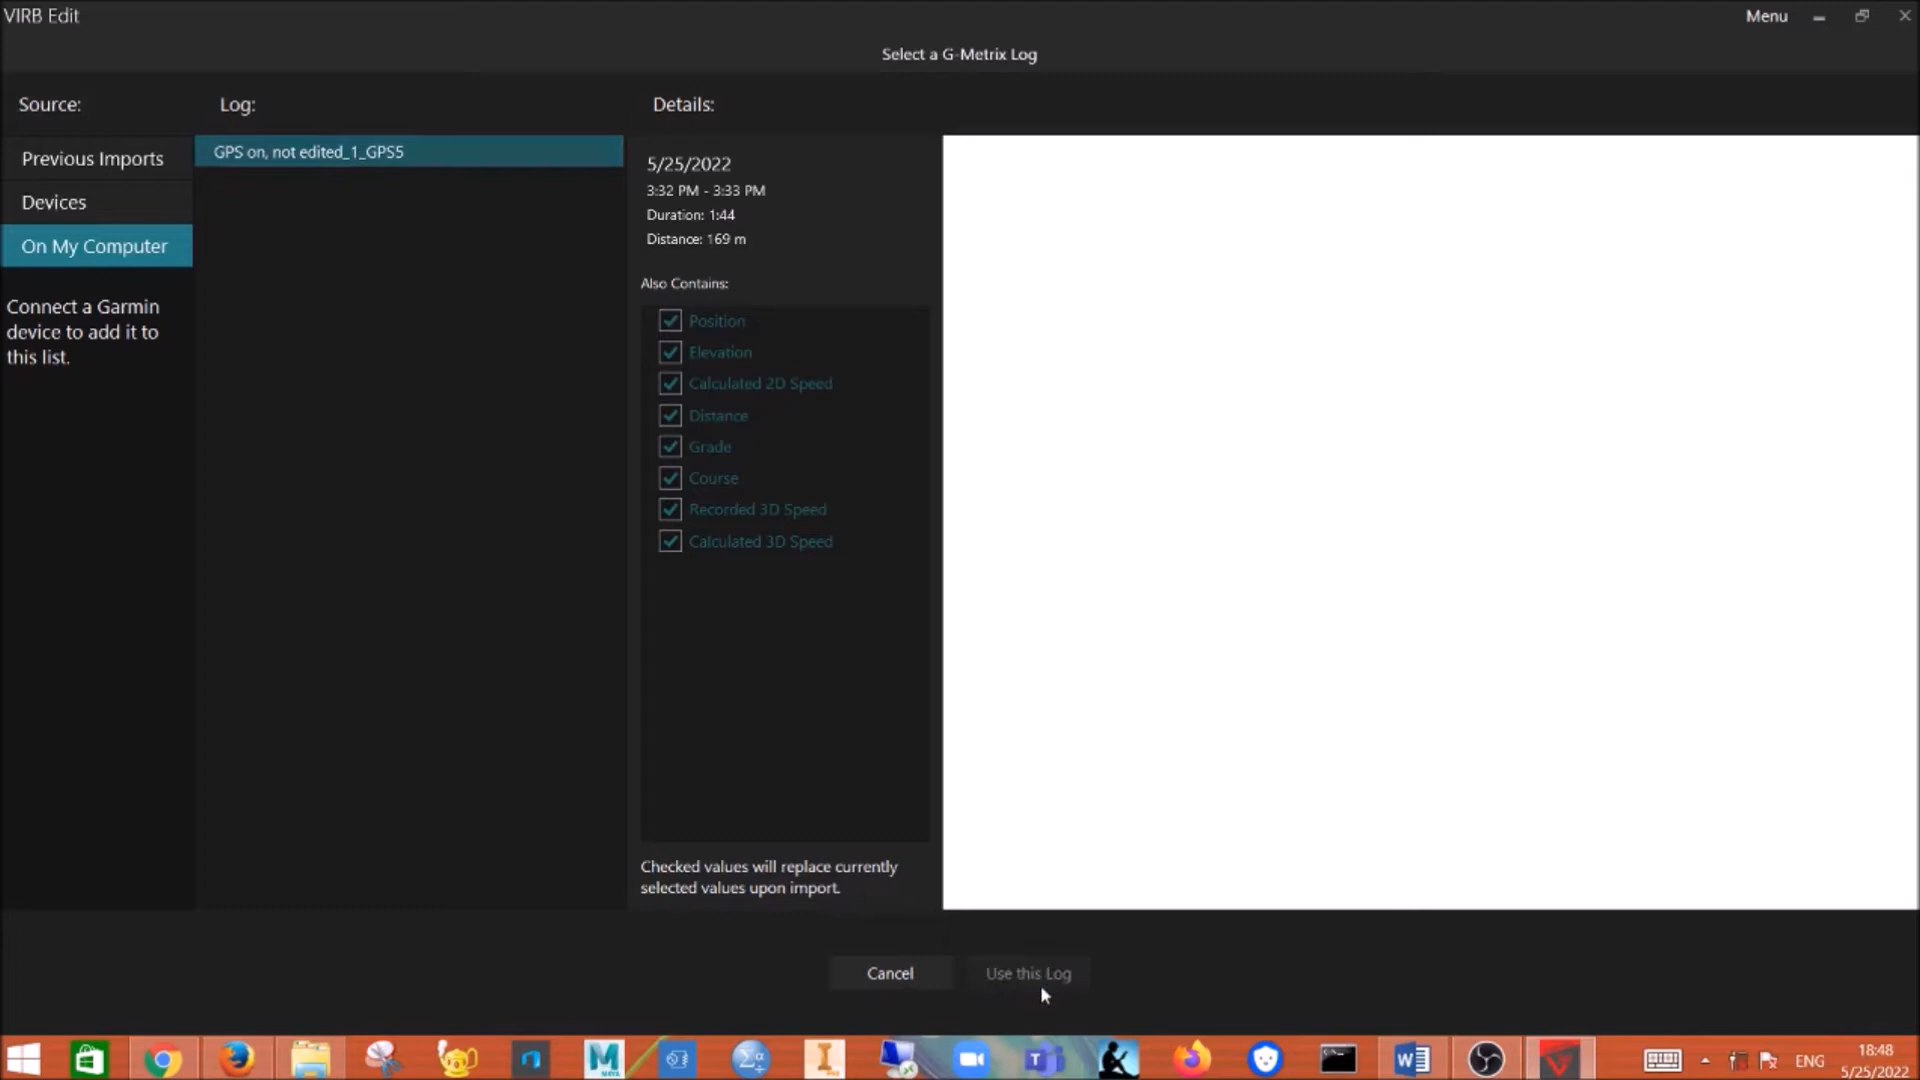 VIRB Edit
Menu
Select a G-Metrix Log
Source:
Log:
Details:
Previous Imports
Devices
On My Computer
Connect a Garmin
device to add it to
this list.
GPS on, not edited_1_GPS5
5/25/2022
3:32 PM - 3:33 PM
Duration: 1:44
Distance: 169 m
Also Contains:
Position
Elevation
Calculated 2D Speed
Distance
Grade
Course
Recorded 3D Speed
Calculated 3D Speed
Checked values will replace currently
selected values upon import.
Cancel
Use this Log
ENG
18:48
5/25/2022